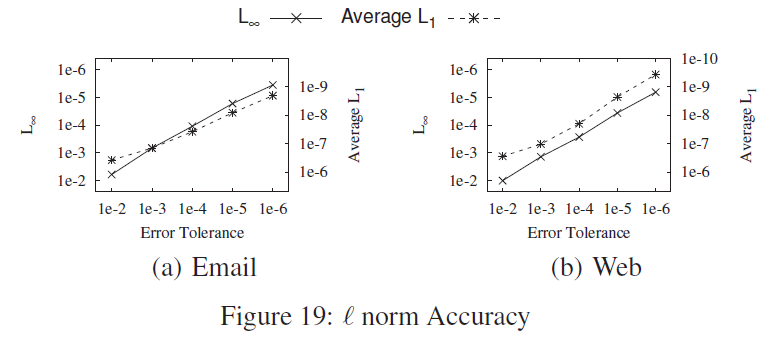 L∞ Average L1
L∞
1e-6
1e-5
1e-4
1e-3
1e-2
1e-9
1e-8
1e-7
1e-6
Average L1
1e-2 1e-3 1e-4 1e-5 1e-6
Error Tolerance
(a) Email
L∞
1e-6
1e-5
1e-4
1e-3
1e-2
1e-10
1e-9
1e-8
1e-7
1e-6
Average L1
1e-2 1e-3 1e-4 1e-5 1e-6
Error Tolerance
(b) Web
Figure 19: ℓ norm Accuracy